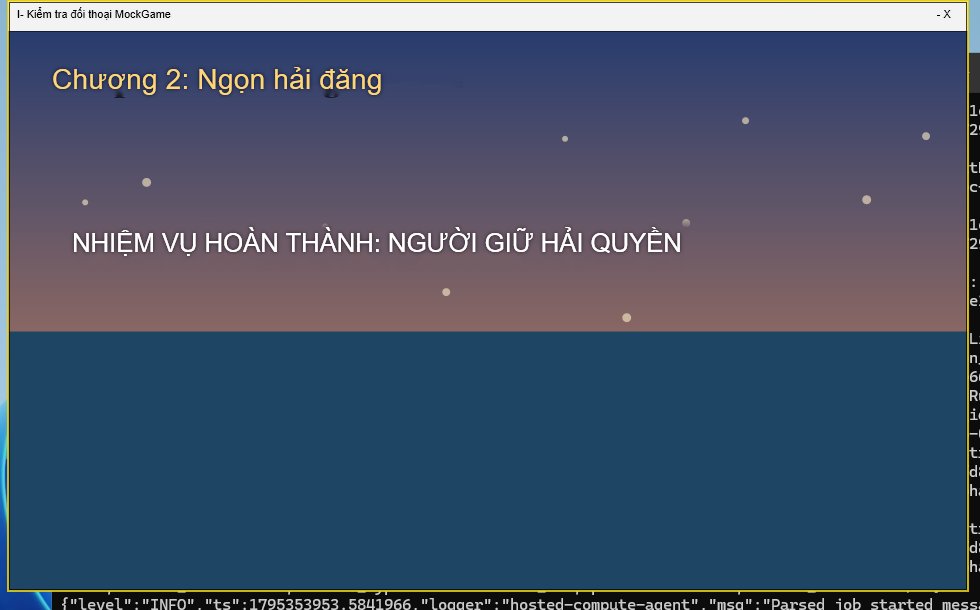 I- Kiểm tra đối thoại MockGame
- X
Chương 2: Ngọn hải đăng
NHIỆM VỤ HOÀN THÀNH: NGƯỜI GIỮ HẢI QUYỀN
{"level":"INFO","ts":1795353953.5841966,"logger":"hosted-compute-agent","msg":"Parsed job started mes